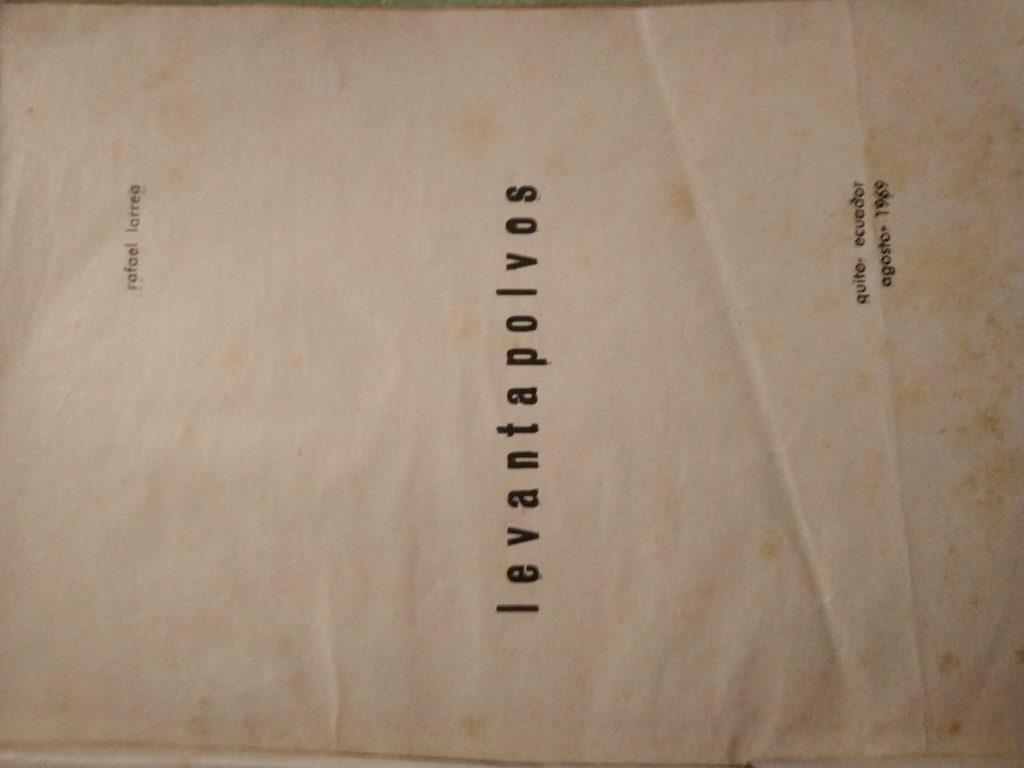 rafael larrea
levantapolvos
quito- ecuador
agosto- 1969